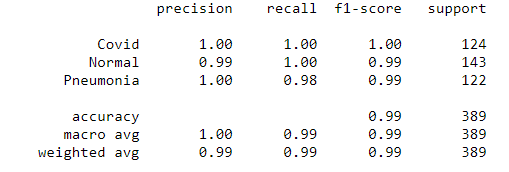 precision recall f1-score support
Covid 1.00 1.00 1.00 124
Normal 0.99 1.00 0.99 143
Pneumonia 1.00 0.98 0.99 122
accuracy 0.99 389
macro avg 1.00 0.99 0.99 389
weighted avg 0.99 0.99 0.99 389